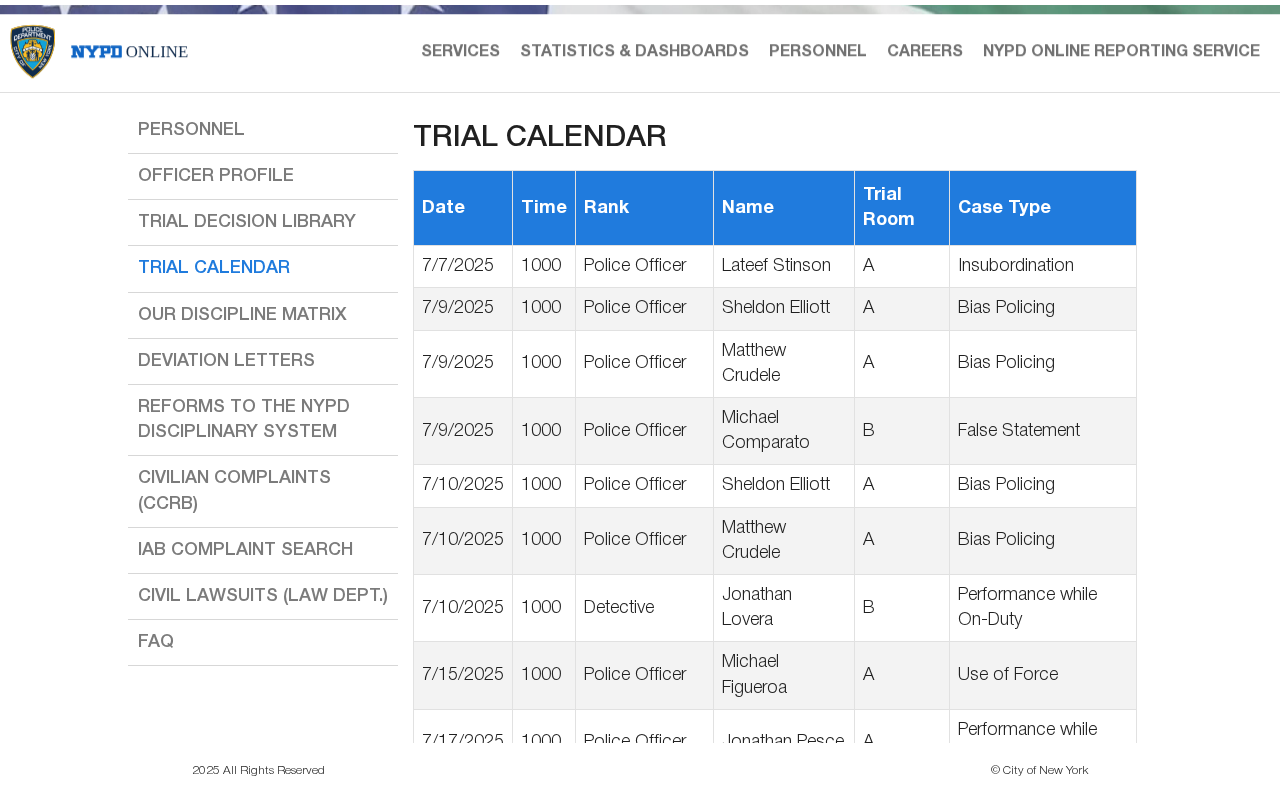 NYPD ONLINE
SERVICES STATISTICS & DASHBOARDS PERSONNEL CAREERS NYPD ONLINE REPORTING SERVICE
PERSONNEL
OFFICER PROFILE
TRIAL DECISION LIBRARY
TRIAL CALENDAR
OUR DISCIPLINE MATRIX
DEVIATION LETTERS
REFORMS TO THE NYPD
DISCIPLINARY SYSTEM
CIVILIAN COMPLAINTS
(CCRB)
IAB COMPLAINT SEARCH
CIVIL LAWSUITS (LAW DEPT.)
FAQ
TRIAL CALENDAR
Date Time Rank Name Trial
Room Case Type
7/7/2025 1000 Police Officer Lateef Stinson A Insubordination
7/9/2025 1000 Police Officer Sheldon Elliott A Bias Policing
7/9/2025 1000 Police Officer Matthew
Crudele A Bias Policing
7/9/2025 1000 Police Officer Michael
Comparato B False Statement
7/10/2025 1000 Police Officer Sheldon Elliott A Bias Policing
7/10/2025 1000 Police Officer Matthew
Crudele A Bias Policing
7/10/2025 1000 Detective Jonathan
Lovera B Performance while
On-Duty
7/15/2025 1000 Police Officer Michael
Figueroa A Use of Force
7/17/2025 1000 Police Officer Jonathan Pesce A Performance while
2025 All Rights Reserved © City of New York